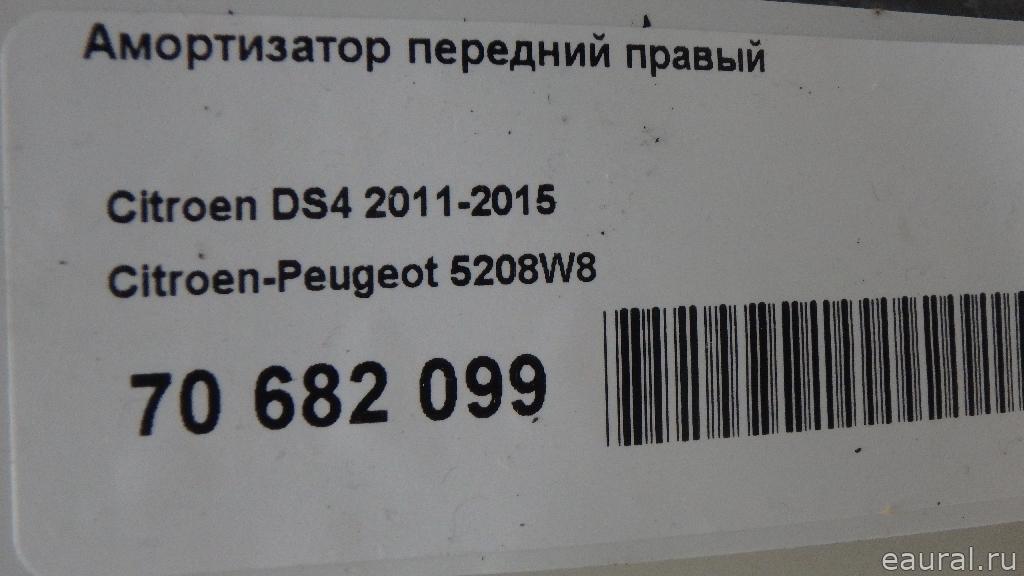 Амортизатор передний правый
Citroen DS4 2011-2015
Citroen-Peugeot 5208W8
70 682 099
eaural.ru